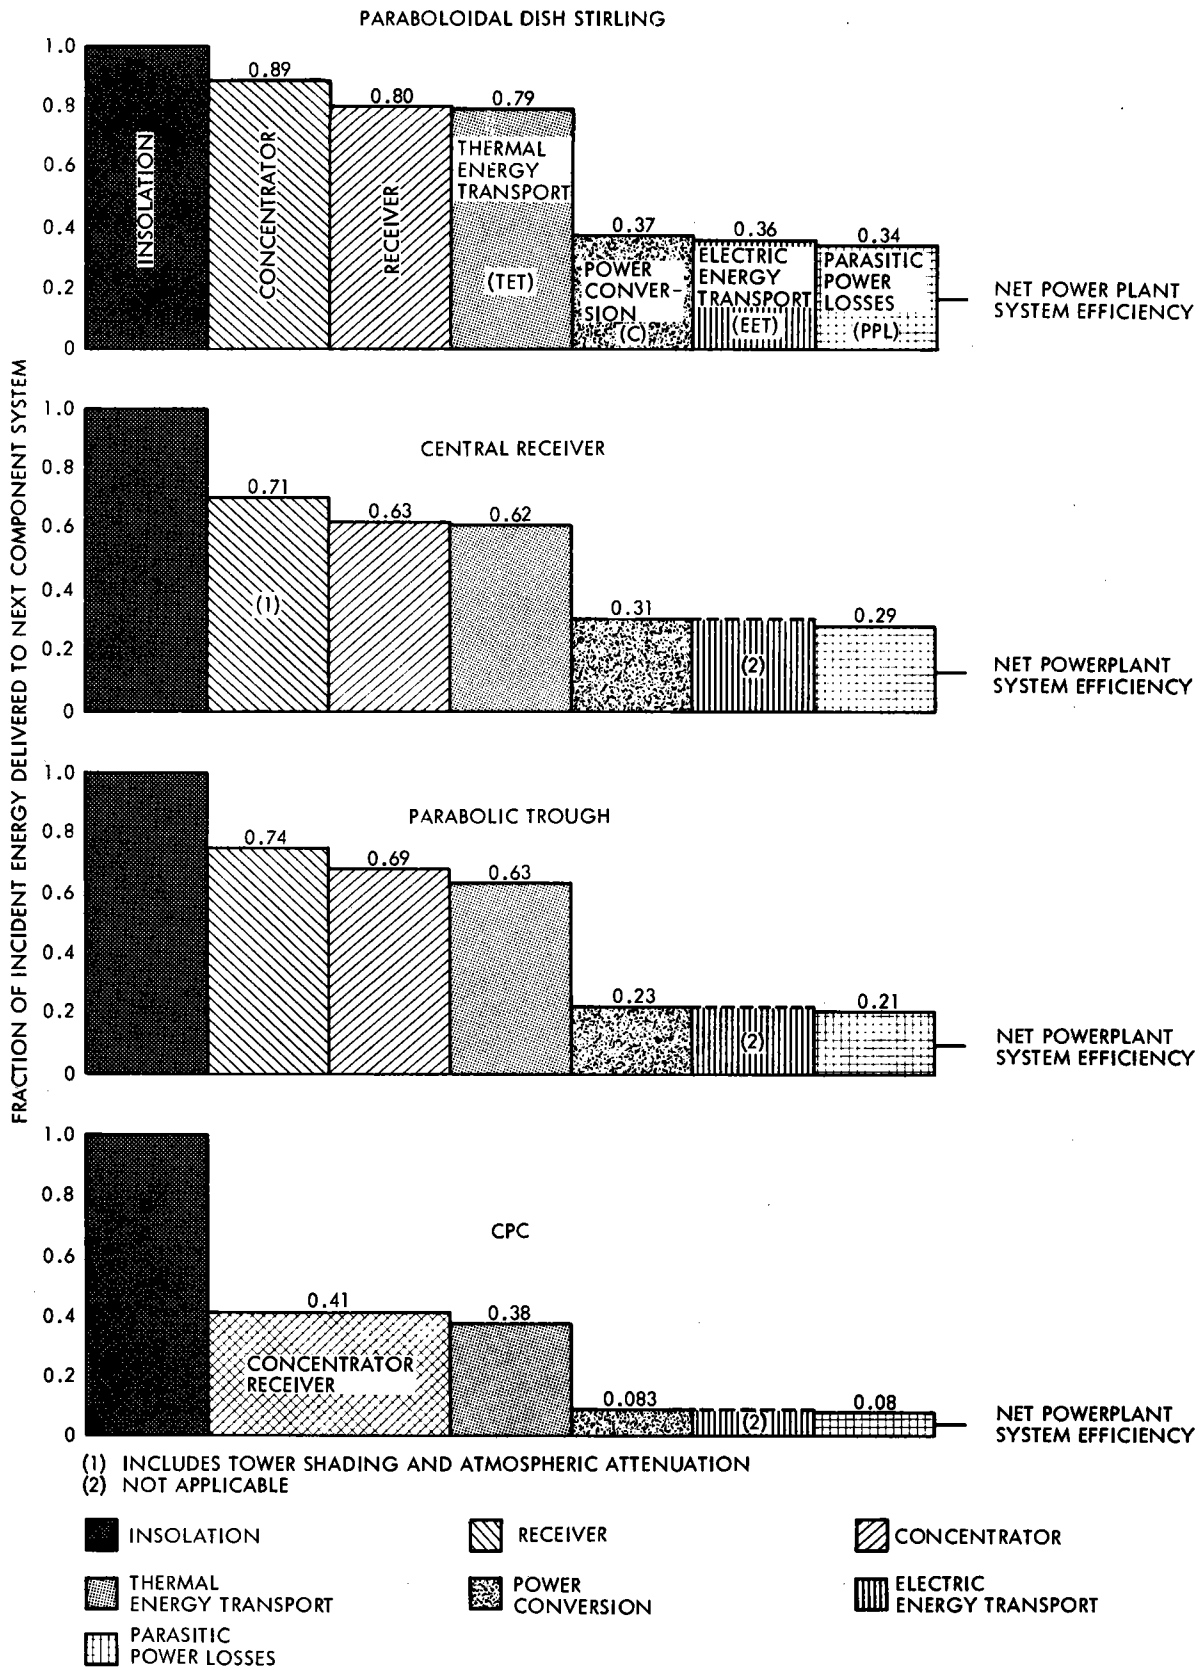 PARABOLOIDAL DISH STIRLING
FRACTION OF INCIDENT ENERGY DELIVERED TO NEXT COMPONENT SYSTEM
1.0
0.8
0.6
0.4
0.2
0
INSOLATION
0.89
CONCENTRATOR
0.80
RECEIVER
0.79
THERMAL
ENERGY
TRANSPORT
(TET)
0.37
POWER
CONVER-
SION
(C)
0.36
ELECTRIC
ENERGY
TRANSPORT
(EET)
0.34
PARASITIC
POWER
LOSSES
(PPL)
NET POWER PLANT
SYSTEM EFFICIENCY
CENTRAL RECEIVER
1.0
0.8
0.6
0.4
0.2
0
0.71
(1)
0.63
0.62
0.31
(2)
0.29
NET POWERPLANT
SYSTEM EFFICIENCY
PARABOLIC TROUGH
1.0
0.8
0.6
0.4
0.2
0
0.74
0.69
0.63
0.23
(2)
0.21
NET POWERPLANT
SYSTEM EFFICIENCY
CPC
1.0
0.8
0.6
0.4
0.2
0
0.41
CONCENTRATOR
RECEIVER
0.38
0.083
(2)
0.08
NET POWERPLANT
SYSTEM EFFICIENCY
(1) INCLUDES TOWER SHADING AND ATMOSPHERIC ATTENUATION
(2) NOT APPLICABLE
INSOLATION
RECEIVER
CONCENTRATOR
THERMAL
ENERGY TRANSPORT
POWER
CONVERSION
ELECTRIC
ENERGY TRANSPORT
PARASITIC
POWER LOSSES